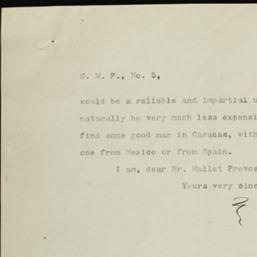 S. M. P., No. 5,
would be a reliable and impartial
naturally be very much less expensi
find some good man in Caracas, with
one from Mexico or from Spain.
I am, dear Mr. Mallet Prevos
Yours very sinc